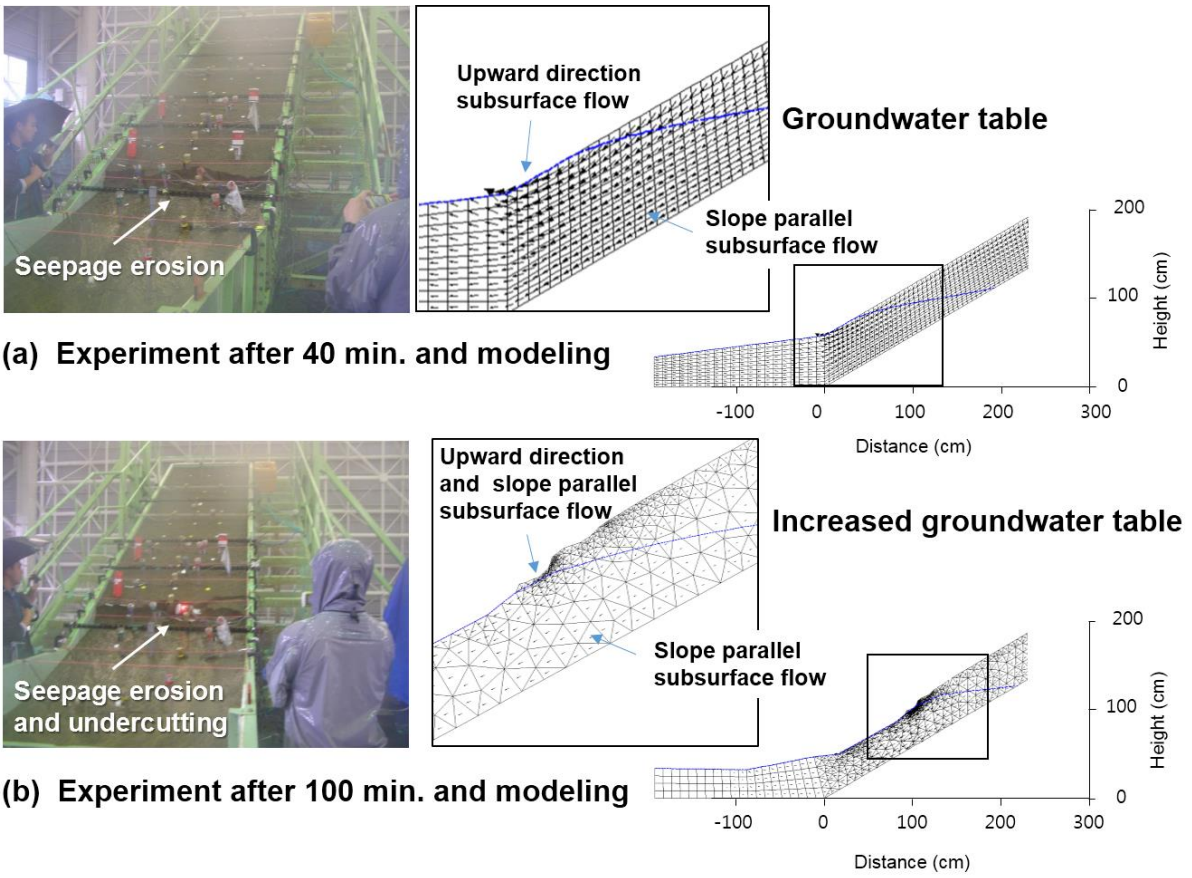 Upward direction
subsurface flow
Groundwater table
Slope parallel
subsurface flow
Seepage erosion
200
100
0
Height (cm)
-100 0 100 200 300
Distance (cm)
(a) Experiment after 40 min. and modeling
Upward direction
and slope parallel
subsurface flow
Increased groundwater table
Slope parallel
subsurface flow
Seepage erosion
and undercutting
200
100
0
Height (cm)
-100 0 100 200 300
Distance (cm)
(b) Experiment after 100 min. and modeling